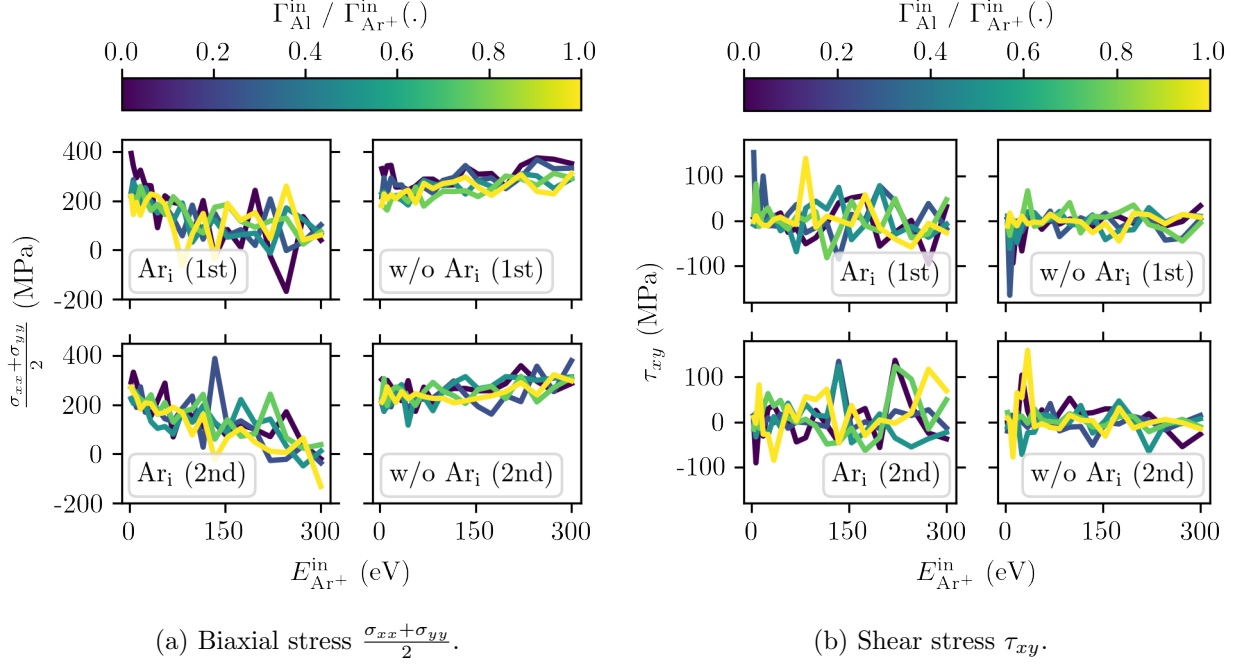 Γ^in_Al / Γ^in_Ar+(.)
0.0 0.2 0.4 0.6 0.8 1.0
400
200
0
-200
Ar_i (1st)
w/o Ar_i (1st)
400
200
0
-200
Ar_i (2nd)
w/o Ar_i (2nd)
σ_xx+σ_yy/2 (MPa)
0 150 300 0 150 300
E^in_Ar+ (eV)
(a) Biaxial stress σ_xx+σ_yy/2.
Γ^in_Al / Γ^in_Ar+(.)
0.0 0.2 0.4 0.6 0.8 1.0
100
0
-100
Ar_i (1st)
w/o Ar_i (1st)
100
0
-100
Ar_i (2nd)
w/o Ar_i (2nd)
τ_xy (MPa)
0 150 300 0 150 300
E^in_Ar+ (eV)
(b) Shear stress τ_xy.